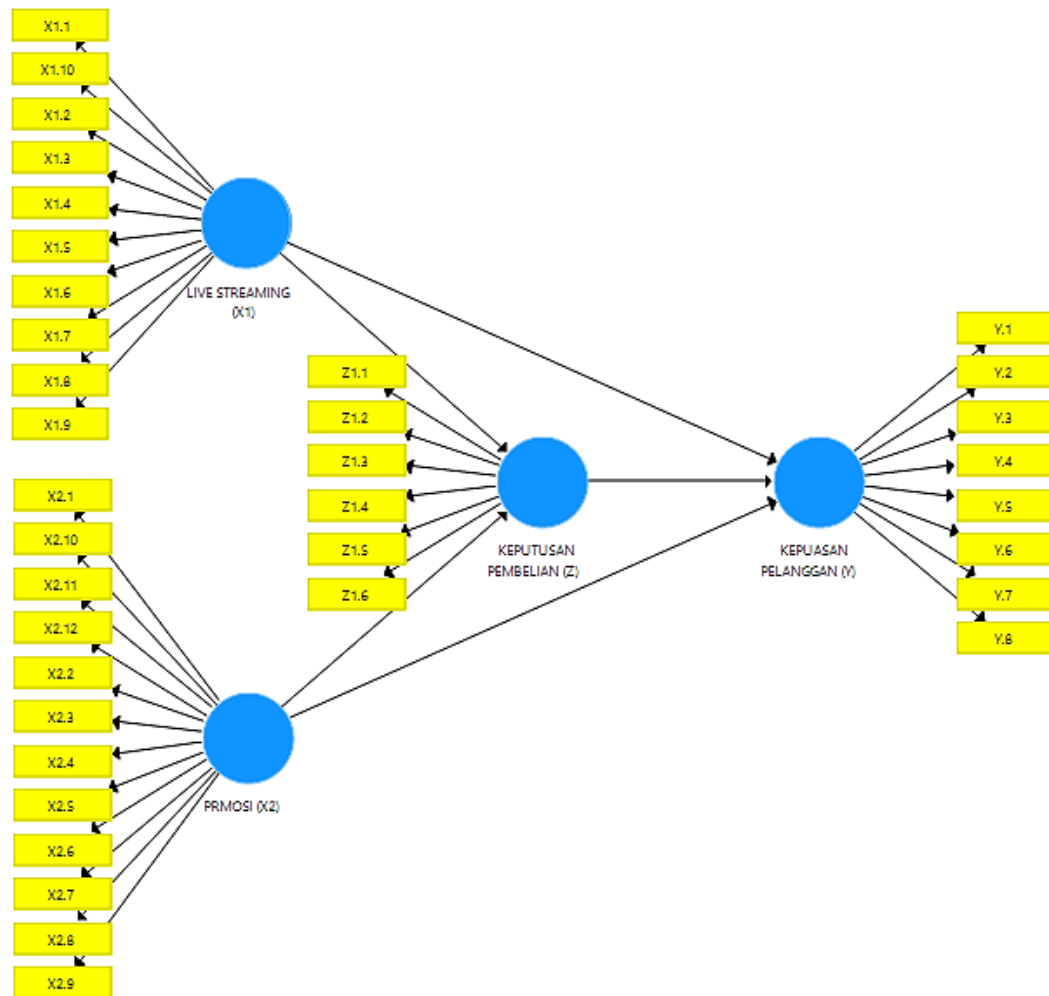 X1.1
X1.10
X1.2
X1.3
X1.4
X1.5
X1.6
X1.7
X1.8
X1.9
LIVE STREAMING
(X1)
Z1.1
Z1.2
Z1.3
Z1.4
Z1.5
Z1.6
KEPUTUSAN
PEMBELIAN (Z)
KEPUASAN
PELANGGAN (Y)
Y.1
Y.2
Y.3
Y.4
Y.5
Y.6
Y.7
Y.8
X2.1
X2.10
X2.11
X2.12
X2.2
X2.3
X2.4
X2.5
X2.6
X2.7
X2.8
X2.9
PRMOSI (X2)